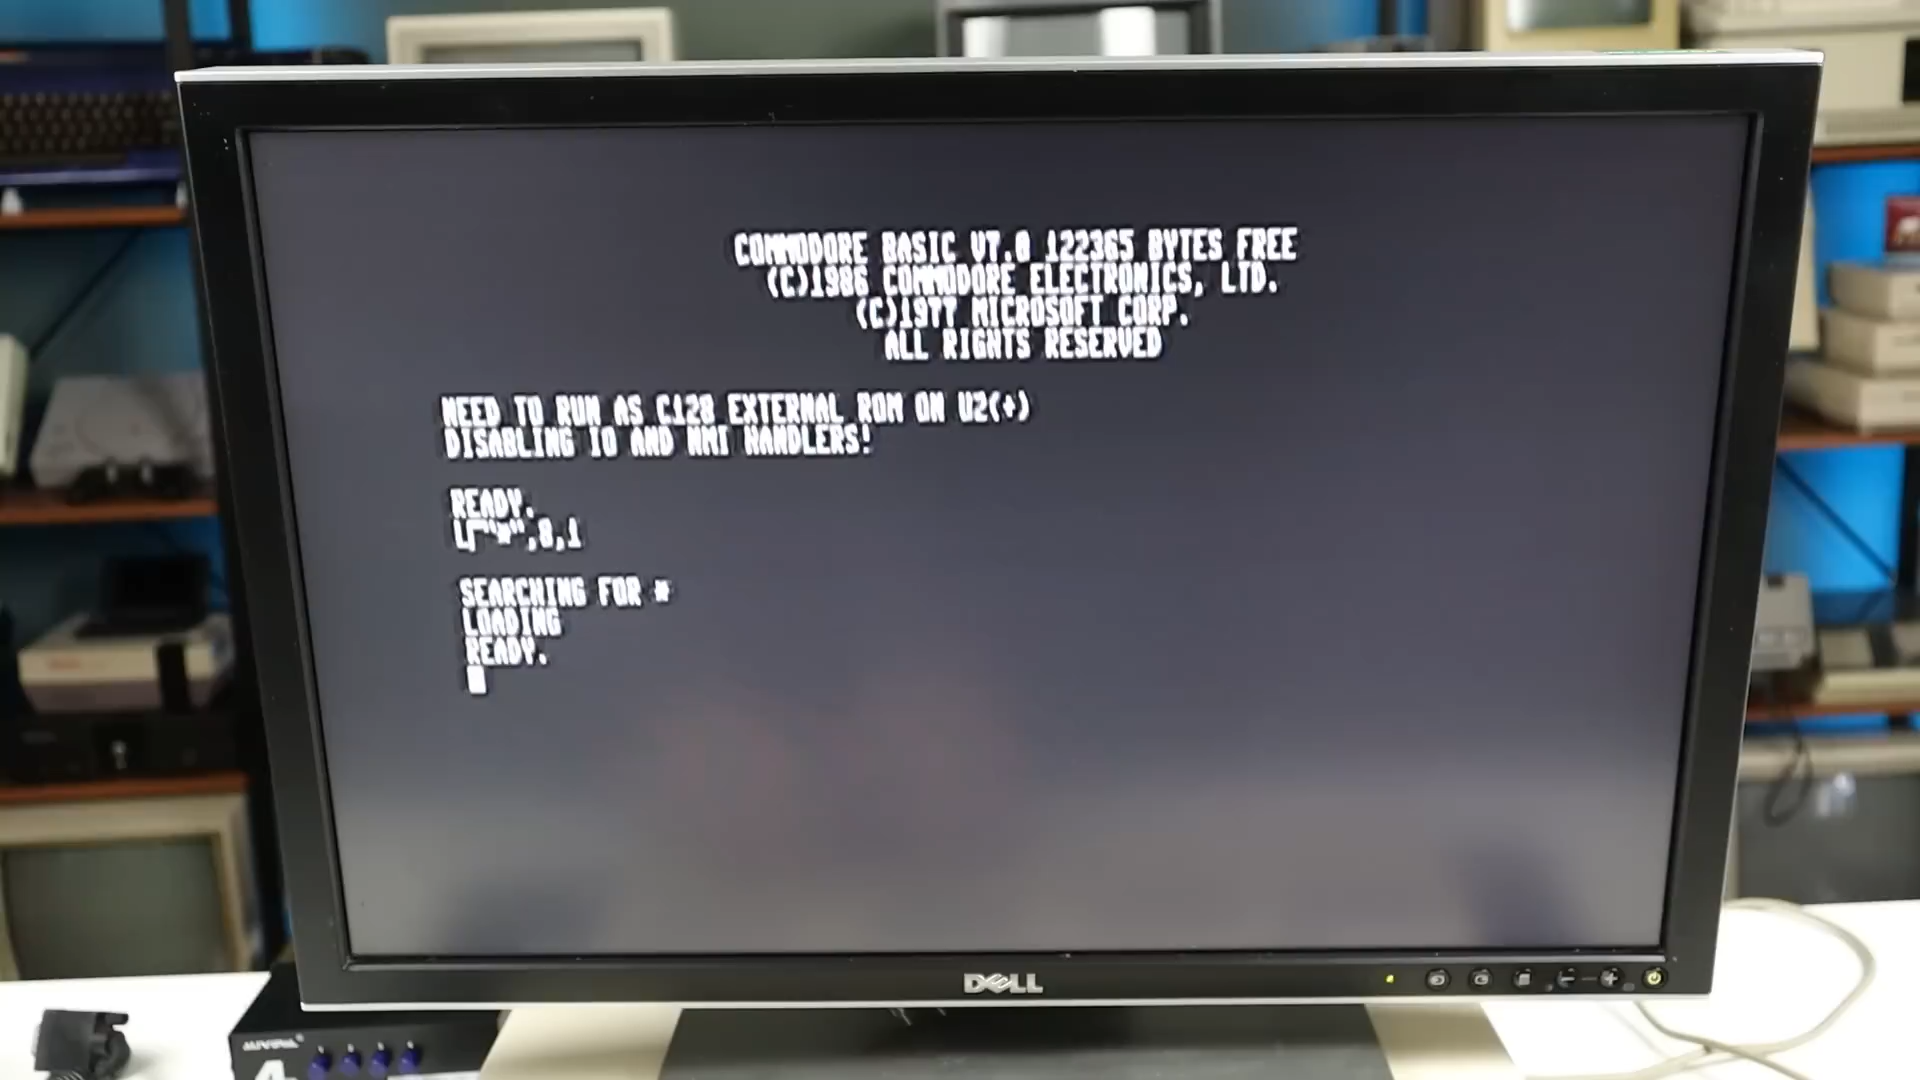 COMMODORE BASIC V7.0 122365 BYTES FREE
(C)1986 COMMODORE ELECTRONICS, LTD.
(C)1977 MICROSOFT CORP.
ALL RIGHTS RESERVED
NEED TO RUN AS C128 EXTERNAL ROM ON U2(+)
DISABLING IO AND NMI HANDLERS!
READY.
L┌"*",8,1
SEARCHING FOR *
LOADING
READY.
DELL
4